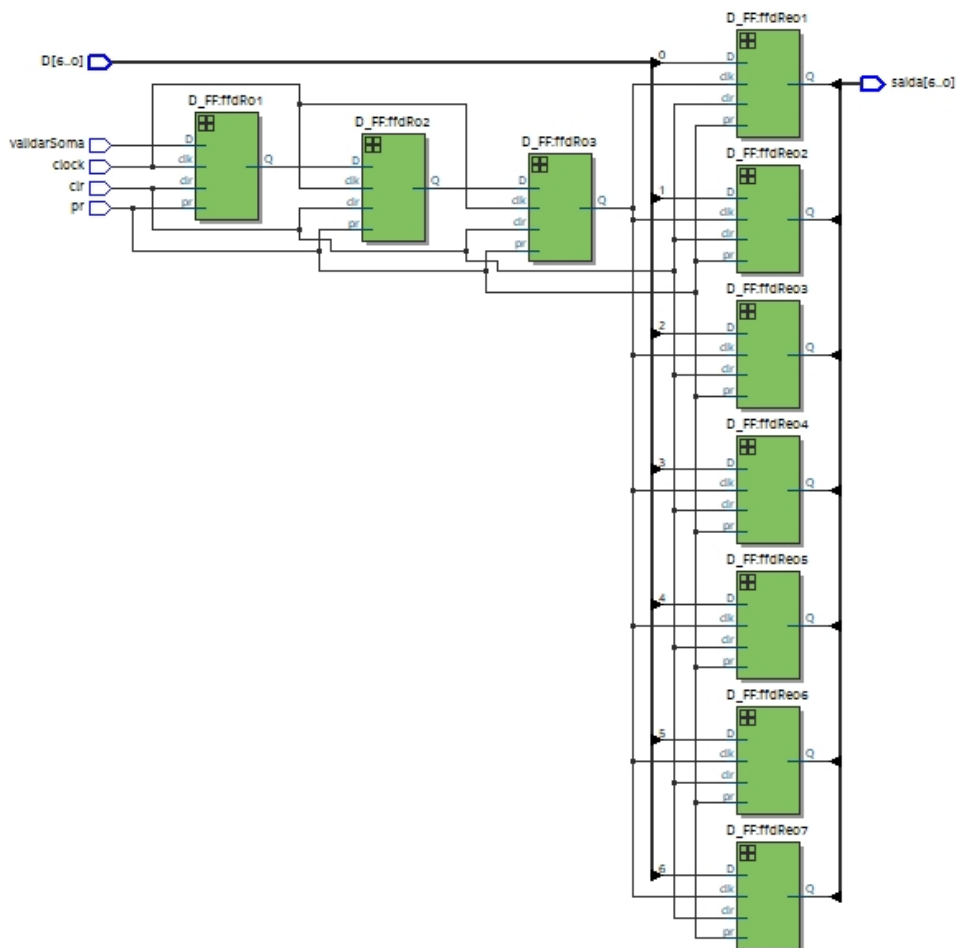 D[6..0]
validarSoma
clock
clr
pr
D_FF:ffdR01
D
clk
clr
pr
Q
D_FF:ffdR02
D
clk
clr
pr
Q
D_FF:ffdR03
D
clk
clr
pr
Q
D_FF:ffdRe01
0
D
clk
clr
pr
Q
saida[6..0]
D_FF:ffdRe02
1
D
clk
clr
pr
Q
D_FF:ffdRe03
2
D
clk
clr
pr
Q
D_FF:ffdRe04
3
D
clk
clr
pr
Q
D_FF:ffdRe05
4
D
clk
clr
pr
Q
D_FF:ffdRe06
5
D
clk
clr
pr
Q
D_FF:ffdRe07
6
D
clk
clr
pr
Q